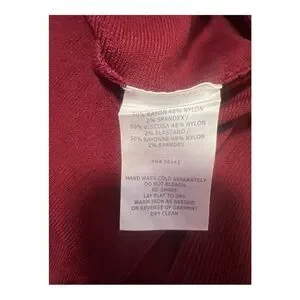 50% RAYON 48% NYLON
2% SPANDEX /
50% VISCOSA 48% NYLON
2% ELASTANO /
50% RAYONNE 48% NYLON
2% SPANDEX
HAND WASH COLD SEPARATELY
DO NOT BLEACH
RE-SHAPE
LAY FLAT TO DRY
WARM IRON AS NEEDED
ON REVERSE OF GARMENT
DRY CLEAN